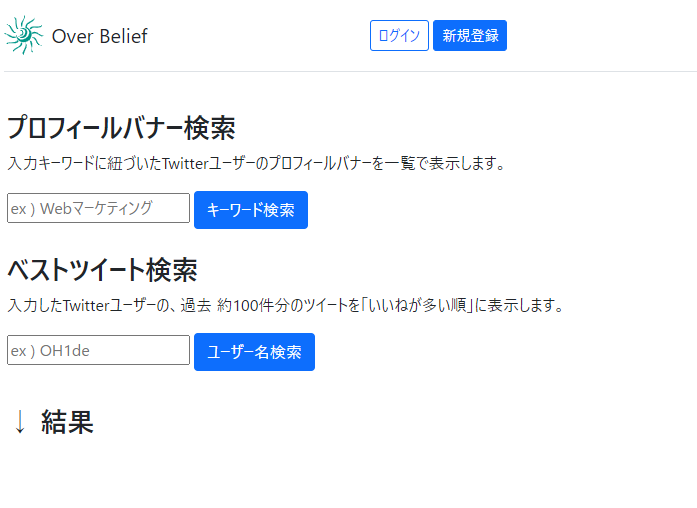 Over Belief
ログイン 新規登録
プロフィールバナー検索
入力キーワードに紐づいたTwitterユーザーのプロフィールバナーを一覧で表示します。
ex ) Webマーケティング キーワード検索
ベストツイート検索
入力したTwitterユーザーの、過去 約100件分のツイートを「いいねが多い順」に表示します。
ex ) OH1de ユーザー名検索
↓ 結果